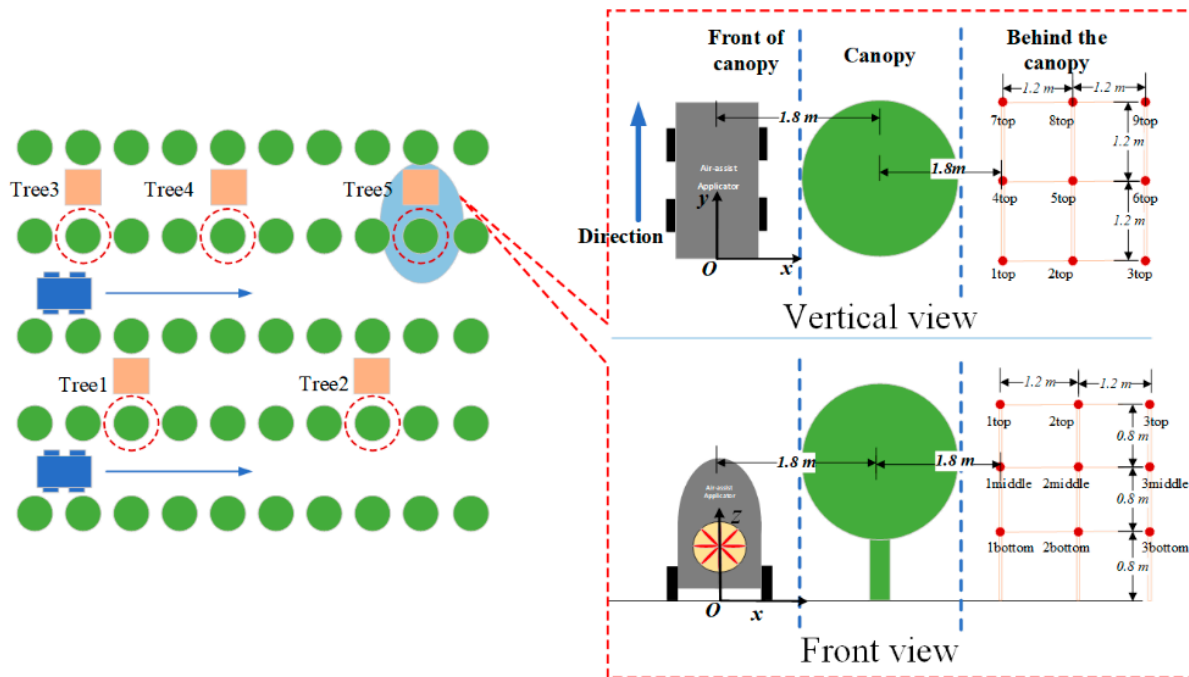 Tree3
Tree4
Tree5
Tree1
Tree2
Front of
canopy
Canopy
Behind the
canopy
1.2 m
1.2 m
1.8 m
7top
8top
9top
1.2 m
Air-assist
Applicator
1.8m
4top
5top
6top
y
Direction
1.2 m
O
x
1top
2top
3top
Vertical view
1.2 m
1.2 m
1top
2top
3top
0.8 m
1.8 m
1.8 m
Air-assist
Applicator
1middle
2middle
3middle
z
0.8 m
1bottom
2bottom
3bottom
0.8 m
O
x
Front view